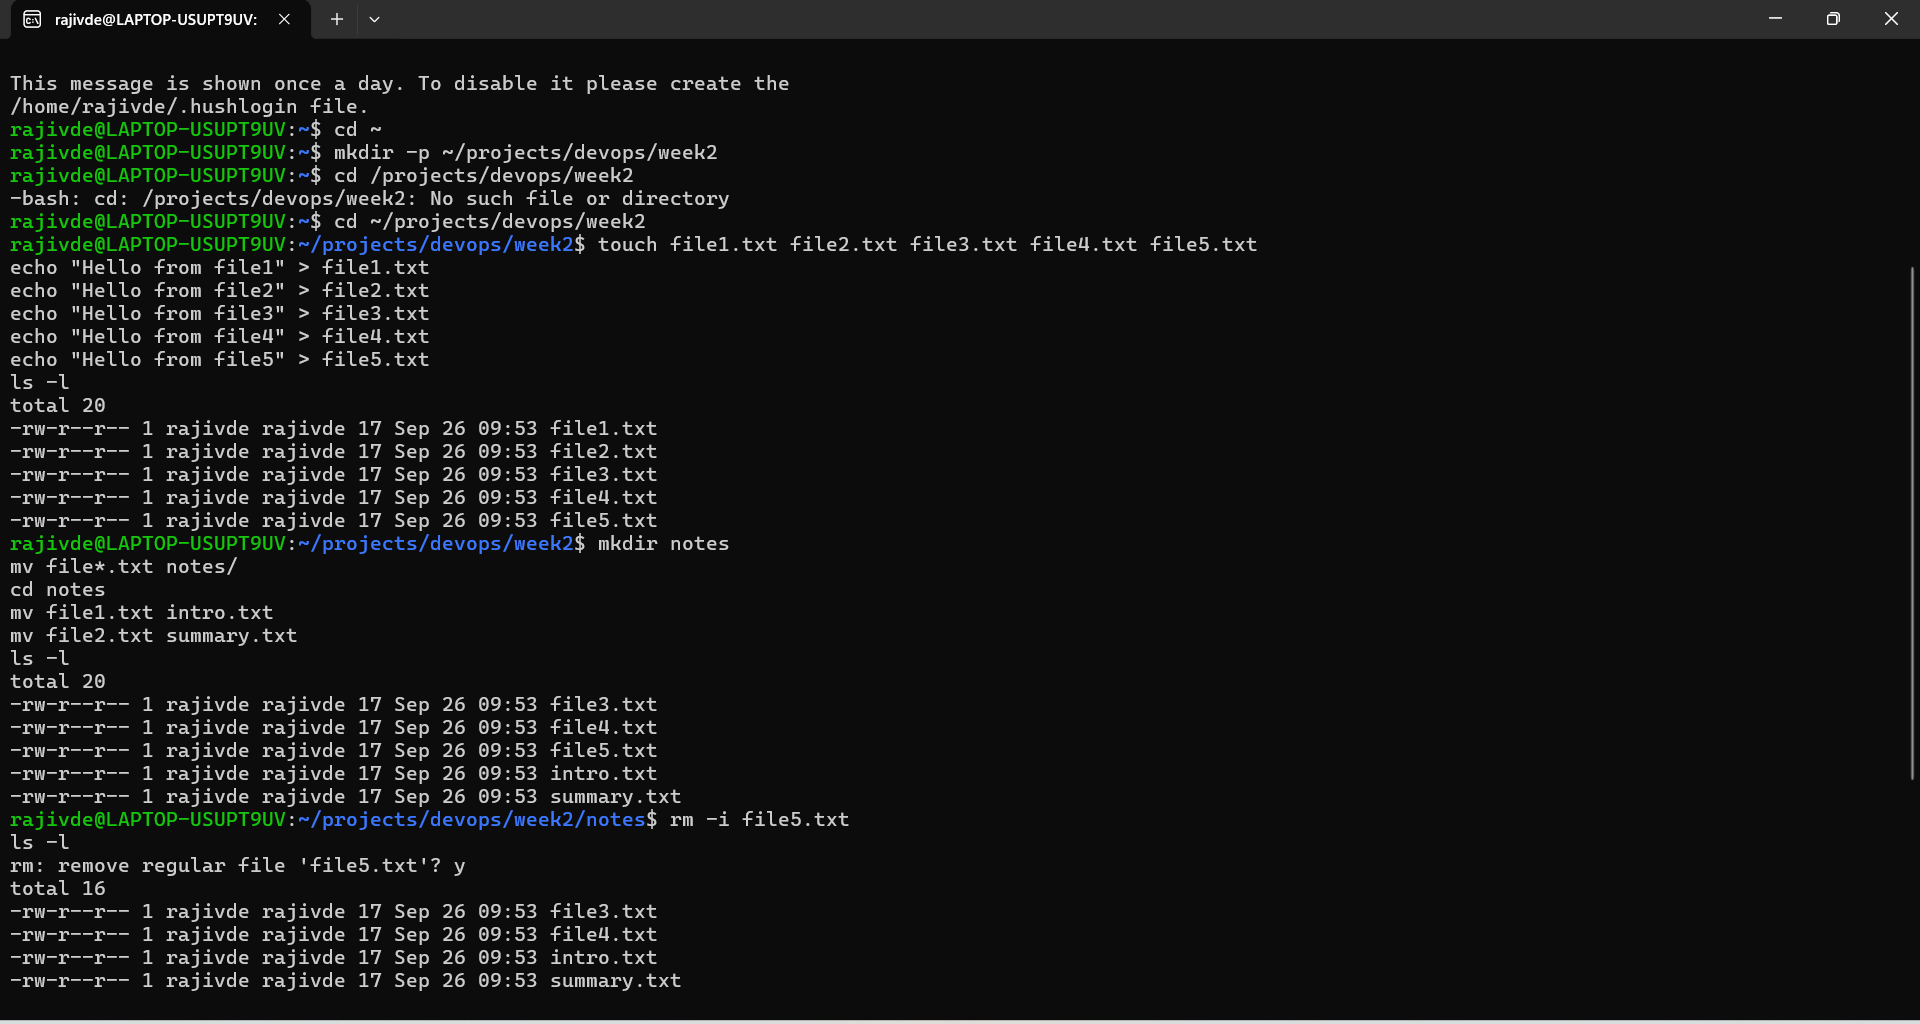 rajivde@LAPTOP-USUPT9UV:
This message is shown once a day. To disable it please create the
/home/rajivde/.hushlogin file.
rajivde@LAPTOP-USUPT9UV:~$ cd ~
rajivde@LAPTOP-USUPT9UV:~$ mkdir -p ~/projects/devops/week2
rajivde@LAPTOP-USUPT9UV:~$ cd /projects/devops/week2
-bash: cd: /projects/devops/week2: No such file or directory
rajivde@LAPTOP-USUPT9UV:~$ cd ~/projects/devops/week2
rajivde@LAPTOP-USUPT9UV:~/projects/devops/week2$ touch file1.txt file2.txt file3.txt file4.txt file5.txt
echo "Hello from file1" > file1.txt
echo "Hello from file2" > file2.txt
echo "Hello from file3" > file3.txt
echo "Hello from file4" > file4.txt
echo "Hello from file5" > file5.txt
ls -l
total 20
-rw-r--r-- 1 rajivde rajivde 17 Sep 26 09:53 file1.txt
-rw-r--r-- 1 rajivde rajivde 17 Sep 26 09:53 file2.txt
-rw-r--r-- 1 rajivde rajivde 17 Sep 26 09:53 file3.txt
-rw-r--r-- 1 rajivde rajivde 17 Sep 26 09:53 file4.txt
-rw-r--r-- 1 rajivde rajivde 17 Sep 26 09:53 file5.txt
rajivde@LAPTOP-USUPT9UV:~/projects/devops/week2$ mkdir notes
mv file*.txt notes/
cd notes
mv file1.txt intro.txt
mv file2.txt summary.txt
ls -l
total 20
-rw-r--r-- 1 rajivde rajivde 17 Sep 26 09:53 file3.txt
-rw-r--r-- 1 rajivde rajivde 17 Sep 26 09:53 file4.txt
-rw-r--r-- 1 rajivde rajivde 17 Sep 26 09:53 file5.txt
-rw-r--r-- 1 rajivde rajivde 17 Sep 26 09:53 intro.txt
-rw-r--r-- 1 rajivde rajivde 17 Sep 26 09:53 summary.txt
rajivde@LAPTOP-USUPT9UV:~/projects/devops/week2/notes$ rm -i file5.txt
ls -l
rm: remove regular file 'file5.txt'? y
total 16
-rw-r--r-- 1 rajivde rajivde 17 Sep 26 09:53 file3.txt
-rw-r--r-- 1 rajivde rajivde 17 Sep 26 09:53 file4.txt
-rw-r--r-- 1 rajivde rajivde 17 Sep 26 09:53 intro.txt
-rw-r--r-- 1 rajivde rajivde 17 Sep 26 09:53 summary.txt